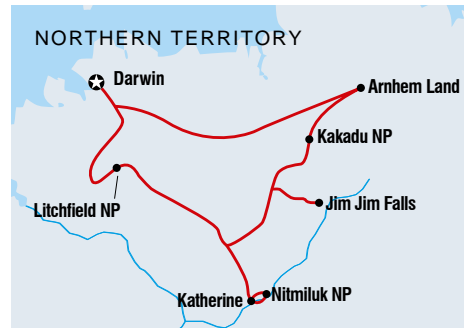 NORTHERN TERRITORY
Darwin
Arnhem Land
Kakadu NP
Litchfield NP
Jim Jim Falls
Katherine
Nitmiluk NP